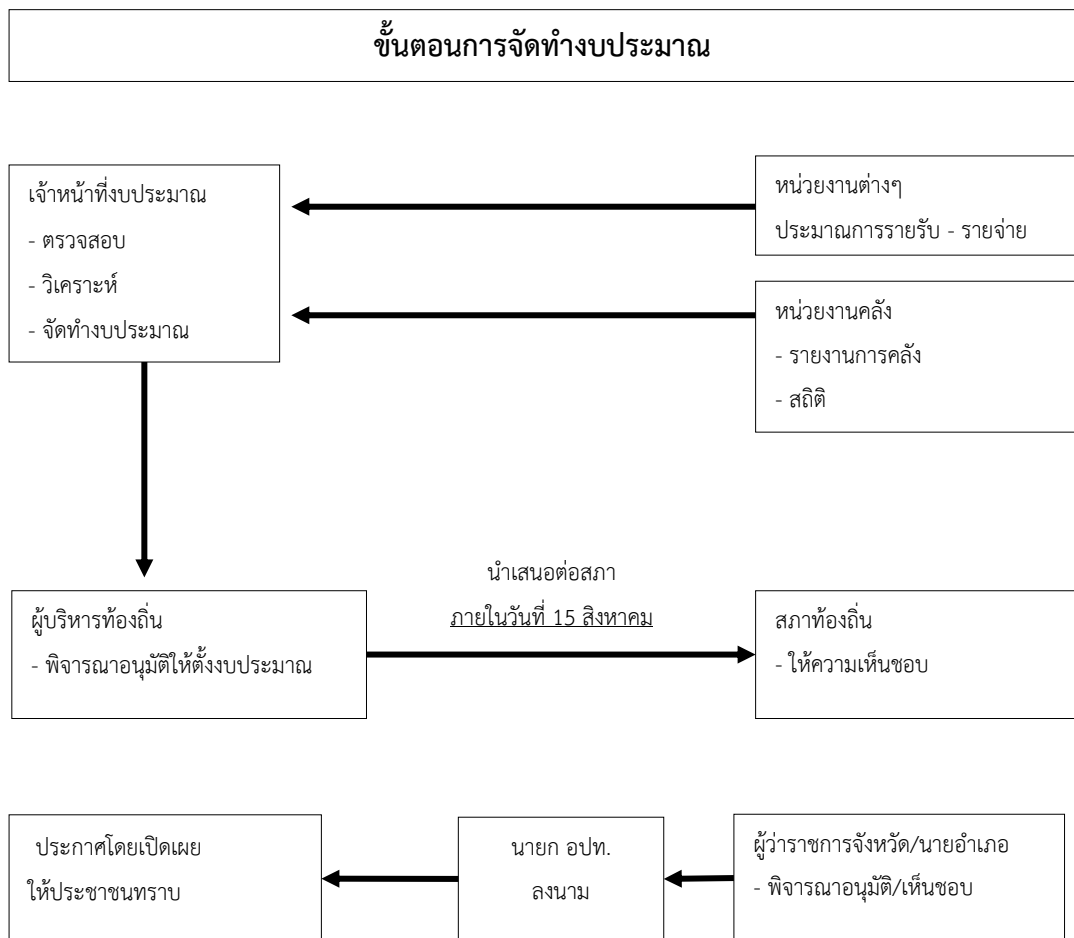 ขั้นตอนการจัดทำงบประมาณ
เจ้าหน้าที่งบประมาณ
- ตรวจสอบ
- วิเคราะห์
- จัดทำงบประมาณ
หน่วยงานต่างๆ
ประมาณการรายรับ - รายจ่าย
หน่วยงานคลัง
- รายงานการคลัง
- สถิติ
ผู้บริหารท้องถิ่น
- พิจารณาอนุมัติให้ตั้งงบประมาณ
นำเสนอต่อสภา
ภายในวันที่ 15 สิงหาคม
สภาท้องถิ่น
- ให้ความเห็นชอบ
ประกาศโดยเปิดเผย
ให้ประชาชนทราบ
นายก อปท.
ลงนาม
ผู้ว่าราชการจังหวัด/นายอำเภอ
- พิจารณาอนุมัติ/เห็นชอบ